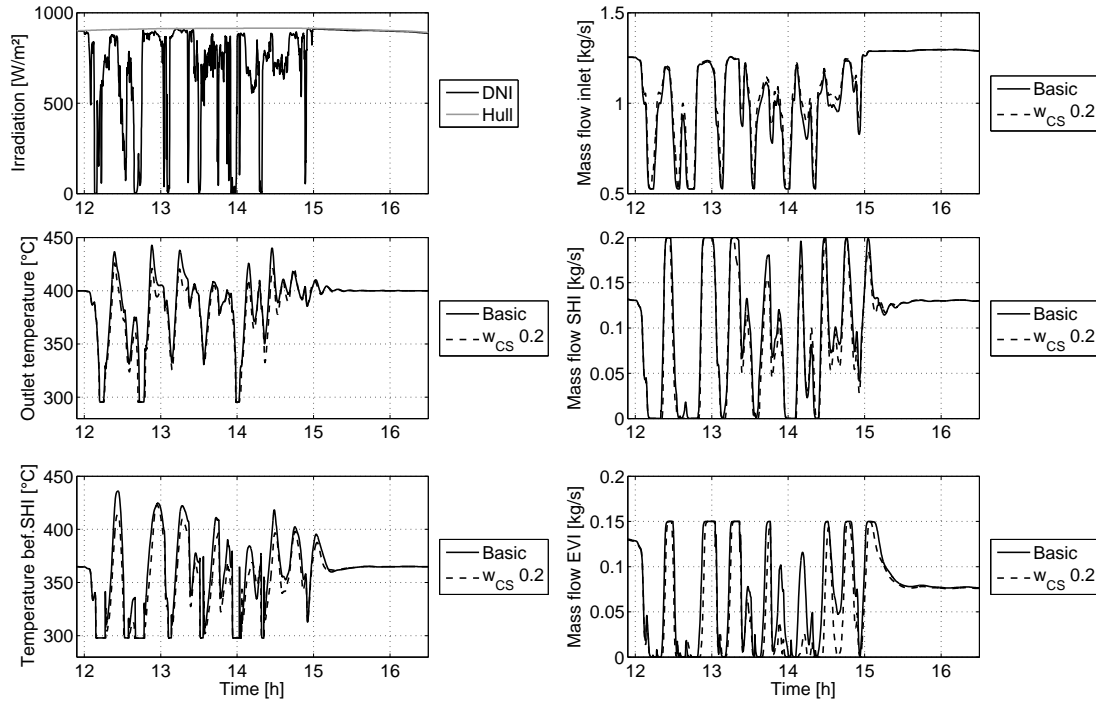 1000
500
0
12 13 14 15 16
Irradiation [W/m²]
DNI
Hull
1.5
1
0.5
12 13 14 15 16
Mass flow inlet [kg/s]
Basic
w_CS 0.2
450
400
350
300
12 13 14 15 16
Outlet temperature [°C]
Basic
w_CS 0.2
0.2
0.15
0.1
0.05
0
12 13 14 15 16
Mass flow SHI [kg/s]
Basic
w_CS 0.2
450
400
350
300
12 13 14 15 16
Time [h]
Temperature bef.SHI [°C]
Basic
w_CS 0.2
0.2
0.15
0.1
0.05
0
12 13 14 15 16
Time [h]
Mass flow EVI [kg/s]
Basic
w_CS 0.2